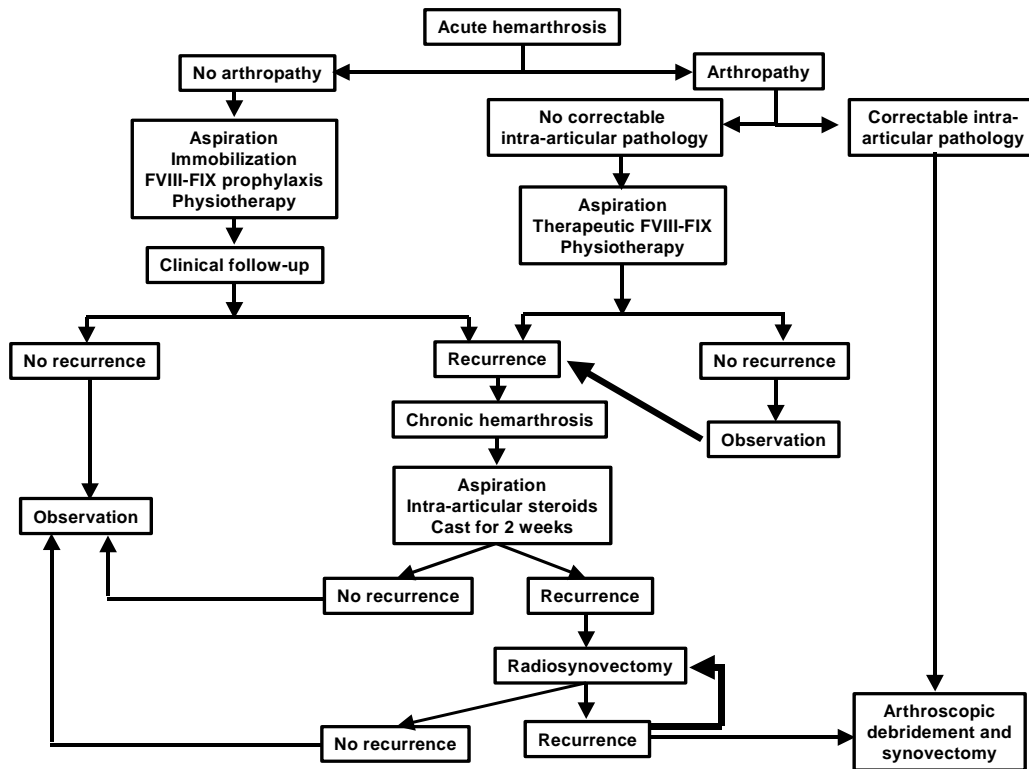 Acute hemarthrosis
No arthropathy
Arthropathy
No correctable
intra-articular pathology
Correctable intra-
articular pathology
Aspiration
Immobilization
FVIII-FIX prophylaxis
Physiotherapy
Aspiration
Therapeutic FVIII-FIX
Physiotherapy
Clinical follow-up
No recurrence
Recurrence
No recurrence
Chronic hemarthrosis
Observation
Aspiration
Intra-articular steroids
Cast for 2 weeks
Observation
No recurrence
Recurrence
Radiosynovectomy
No recurrence
Recurrence
Arthroscopic
debridement and
synovectomy